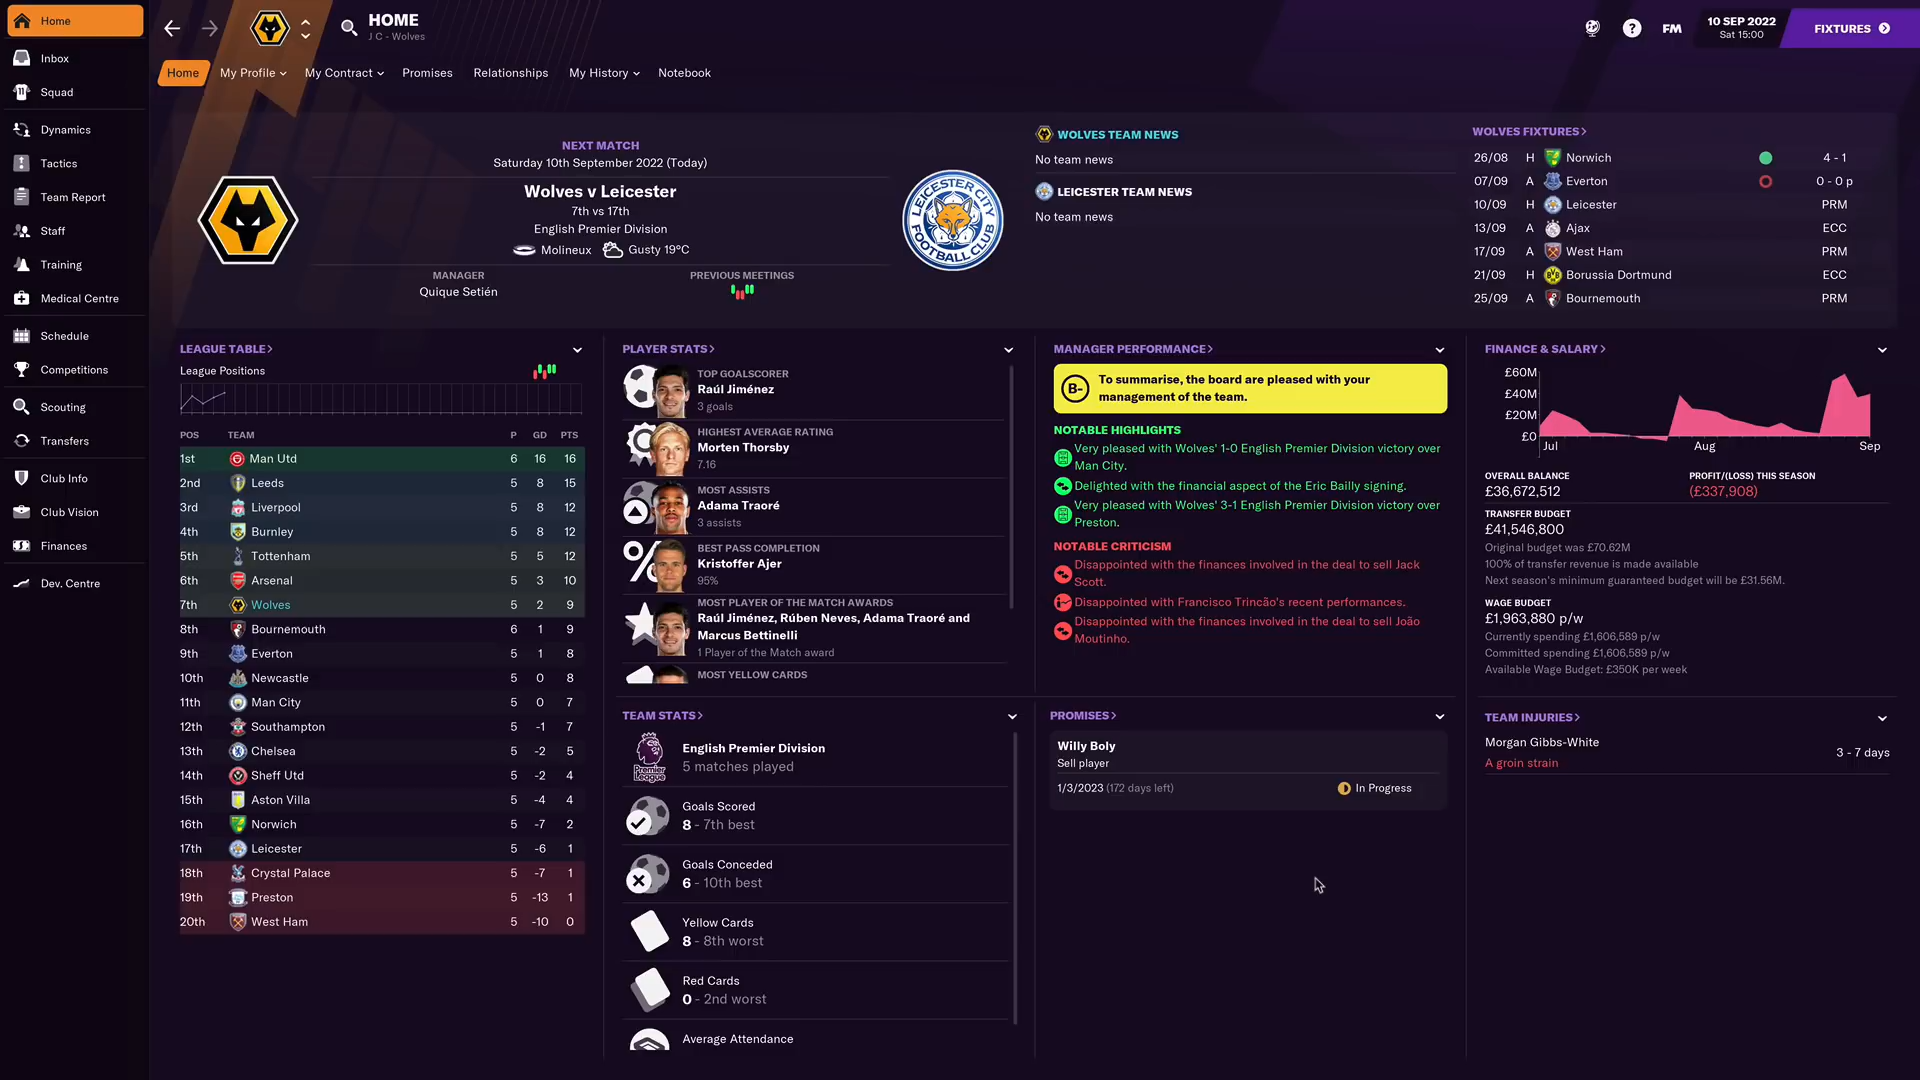 Home
Inbox
Squad
Dynamics
Tactics
Team Report
Staff
Training
Medical Centre
Schedule
Competitions
Scouting
Transfers
Club Info
Club Vision
Finances
Dev. Centre
HOME
J C - Wolves
FM
10 SEP 2022
Sat 15:00
FIXTURES
Home My Profile My Contract Promises Relationships My History Notebook
NEXT MATCH
Saturday 10th September 2022 (Today)
Wolves v Leicester
7th vs 17th
English Premier Division
Molineux Gusty 19°C
MANAGER
Quique Setién
PREVIOUS MEETINGS
LEICESTER CITY
FOOTBALL CLUB
WOLVES TEAM NEWS
No team news
LEICESTER TEAM NEWS
No team news
WOLVES FIXTURES>
26/08 H Norwich 4 - 1
07/09 A Everton 0 - 0 p
10/09 H Leicester PRM
13/09 A Ajax ECC
17/09 A West Ham PRM
21/09 H Borussia Dortmund ECC
25/09 A Bournemouth PRM
LEAGUE TABLE>
League Positions
POS TEAM P GD PTS
1st Man Utd 6 16 16
2nd Leeds 5 8 15
3rd Liverpool 5 8 12
4th Burnley 5 8 12
5th Tottenham 5 5 12
6th Arsenal 5 3 10
7th Wolves 5 2 9
8th Bournemouth 6 1 9
9th Everton 5 1 8
10th Newcastle 5 0 8
11th Man City 5 0 7
12th Southampton 5 -1 7
13th Chelsea 5 -2 5
14th Sheff Utd 5 -2 4
15th Aston Villa 5 -4 4
16th Norwich 5 -7 2
17th Leicester 5 -6 1
18th Crystal Palace 5 -7 1
19th Preston 5 -13 1
20th West Ham 5 -10 0
PLAYER STATS>
TOP GOALSCORER
Raúl Jiménez
3 goals
HIGHEST AVERAGE RATING
Morten Thorsby
7.16
MOST ASSISTS
Adama Traoré
3 assists
%
BEST PASS COMPLETION
Kristoffer Ajer
95%
MOST PLAYER OF THE MATCH AWARDS
Raúl Jiménez, Rúben Neves, Adama Traoré and
Marcus Bettinelli
1 Player of the Match award
MOST YELLOW CARDS
TEAM STATS>
Premier
League
English Premier Division
5 matches played
Goals Scored
8 - 7th best
Goals Conceded
6 - 10th best
Yellow Cards
8 - 8th worst
Red Cards
0 - 2nd worst
Average Attendance
MANAGER PERFORMANCE>
B-
To summarise, the board are pleased with your
management of the team.
NOTABLE HIGHLIGHTS
Very pleased with Wolves' 1-0 English Premier Division victory over
Man City.
Delighted with the financial aspect of the Eric Bailly signing.
Very pleased with Wolves' 3-1 English Premier Division victory over
Preston.
NOTABLE CRITICISM
Disappointed with the finances involved in the deal to sell Jack
Scott.
Disappointed with Francisco Trincão's recent performances.
Disappointed with the finances involved in the deal to sell João
Moutinho.
PROMISES>
Willy Boly
Sell player
1/3/2023 (172 days left) In Progress
FINANCE & SALARY>
£60M
£40M
£20M
£0
Jul Aug Sep
OVERALL BALANCE
£36,672,512
PROFIT/(LOSS) THIS SEASON
(£337,908)
TRANSFER BUDGET
£41,546,800
Original budget was £70.62M
100% of transfer revenue is made available
Next season's minimum guaranteed budget will be £31.56M.
WAGE BUDGET
£1,963,880 p/w
Currently spending £1,606,589 p/w
Committed spending £1,606,589 p/w
Available Wage Budget: £350K per week
TEAM INJURIES>
Morgan Gibbs-White
A groin strain
3 - 7 days